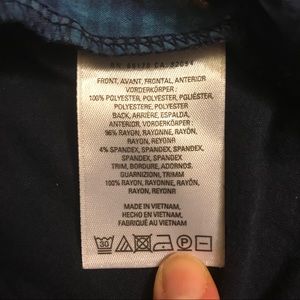 FRONT, AVANT, FRONTAL, ANTERIOR
VORDERKÖRPER:
100% POLYESTER, POLYESTER, POLIÉSTER,
POLYESTERE, POLYESTER
BACK, ARRIÈRE, ESPALDA,
ANTERIOR, VORDERKÖRPER:
96% RAYON, RAYONNE, RAYÓN,
RAYON, REYONR
4% SPANDEX, SPANDEX, SPANDEX,
SPANDEX, SPANDEX
TRIM, BORDURE, ADORNOS,
GUARNIZIONI, TRIMM
100% RAYON, RAYONNE, RAYÓN,
RAYON, REYONR
MADE IN VIETNAM,
HECHO EN VIETNAM,
FABRIQUÉ AU VIETNAM
30 P